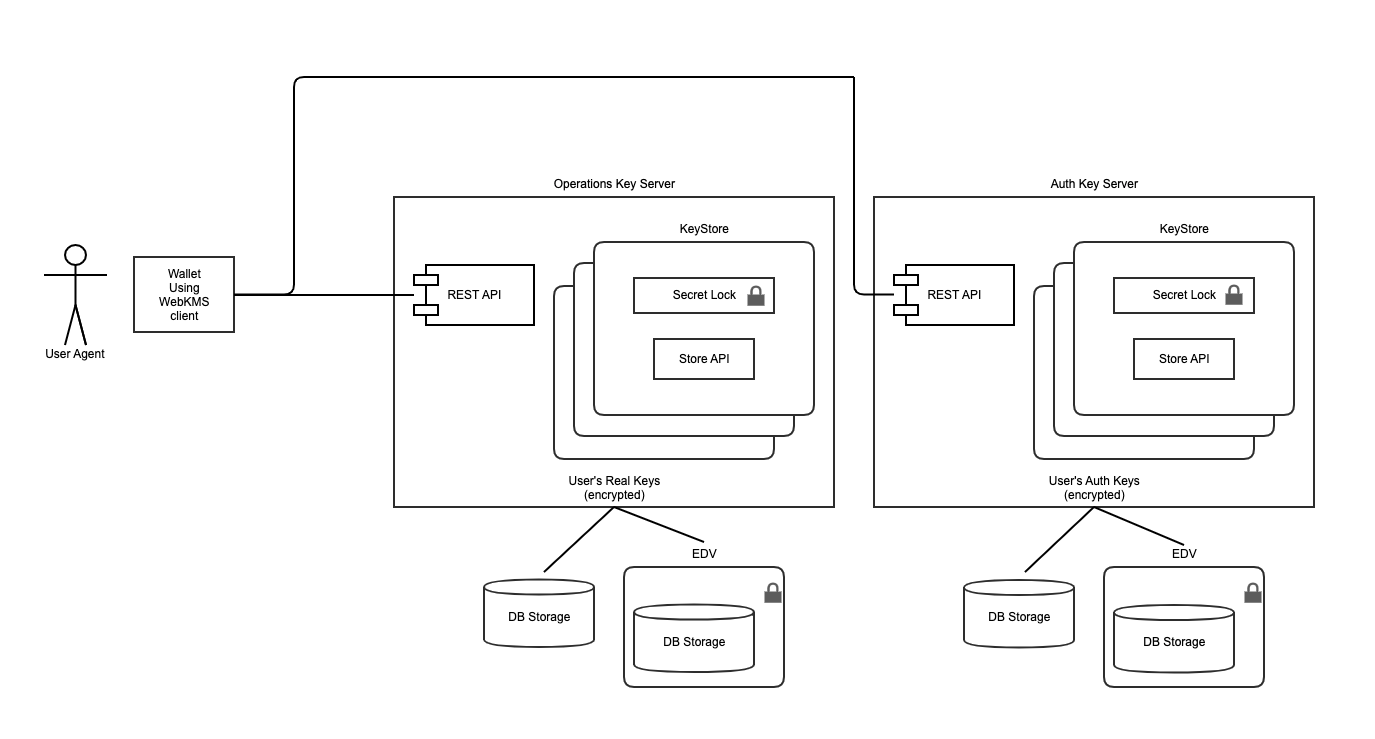 Operations Key Server
Auth Key Server
KeyStore
KeyStore
Wallet
Using
WebKMS
client
REST API
Secret Lock
REST API
Secret Lock
User Agent
Store API
Store API
User's Real Keys
(encrypted)
User's Auth Keys
(encrypted)
EDV
EDV
DB Storage
DB Storage
DB Storage
DB Storage